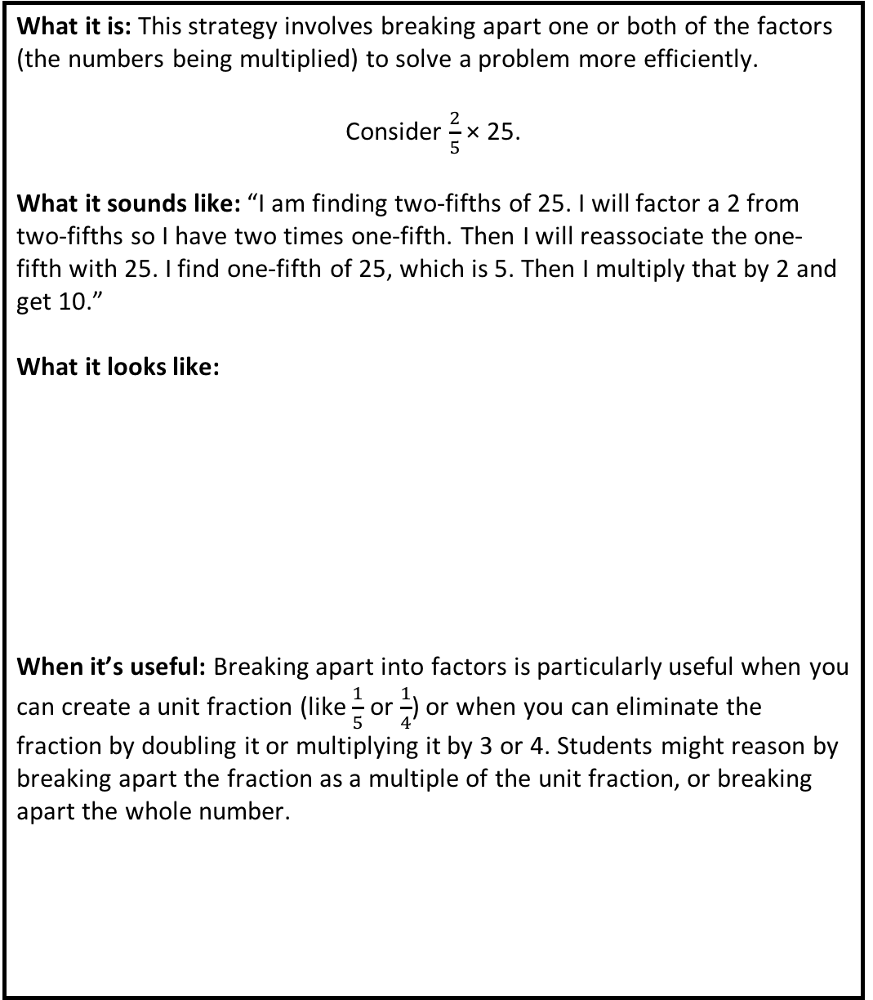 What it is: This strategy involves breaking apart one or both of the factors
(the numbers being multiplied) to solve a problem more efficiently.
Consider 2/5 × 25.
What it sounds like: “I am finding two-fifths of 25. I will factor a 2 from
two-fifths so I have two times one-fifth. Then I will reassociate the one-
fifth with 25. I find one-fifth of 25, which is 5. Then I multiply that by 2 and
get 10.”
What it looks like:
When it’s useful: Breaking apart into factors is particularly useful when you
can create a unit fraction (like 1/5 or 1/4) or when you can eliminate the
fraction by doubling it or multiplying it by 3 or 4. Students might reason by
breaking apart the fraction as a multiple of the unit fraction, or breaking
apart the whole number.